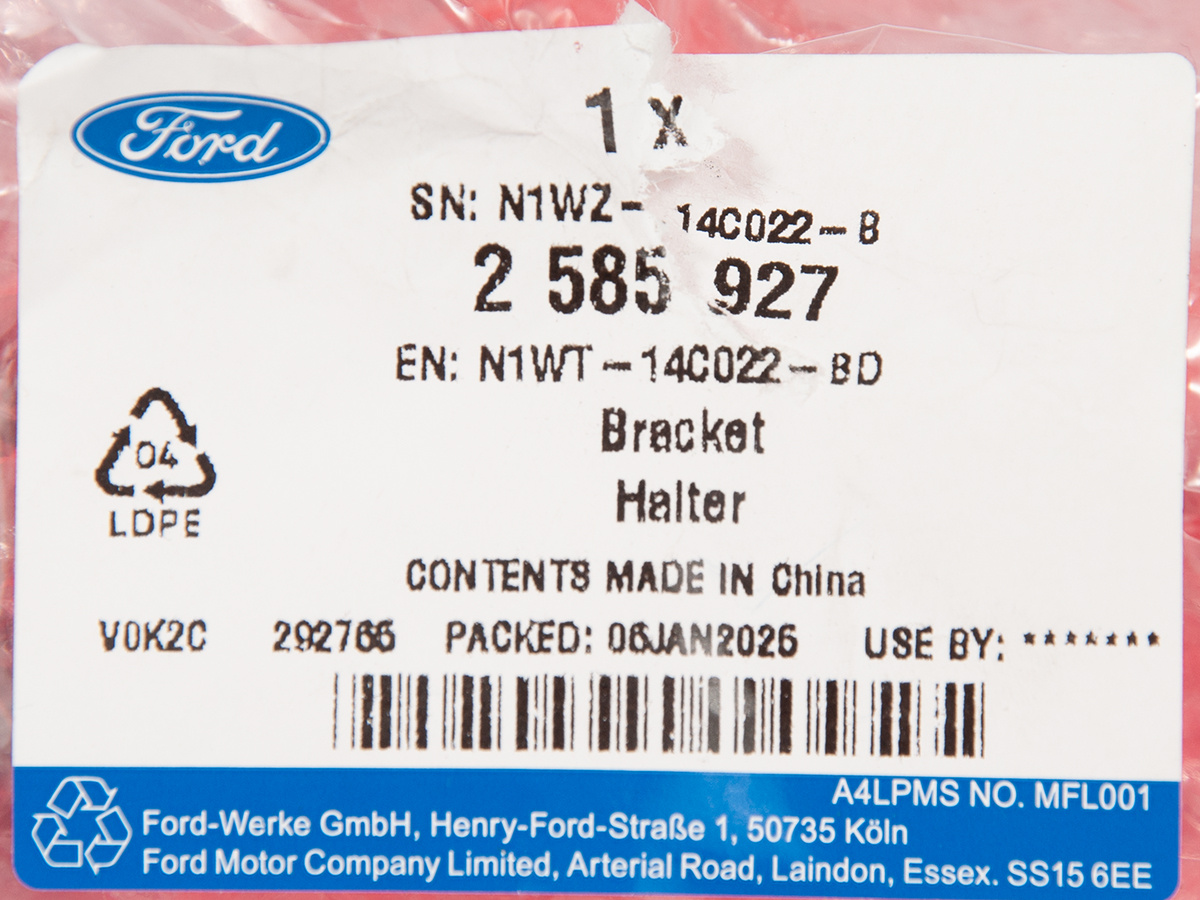 Ford
1 X
SN: N1WZ- 14C022-B
2 585 927
EN: N1WT-14C022-BD
Bracket
04
Halter
LDPE
CONTENTS MADE IN China
V0K2C 292766 PACKED: 06JAN2025 USE BY: *******
A4LPMS NO. MFL001
Ford-Werke GmbH, Henry-Ford-Straße 1, 50735 Köln
Ford Motor Company Limited, Arterial Road, Laindon, Essex. SS15 6EE